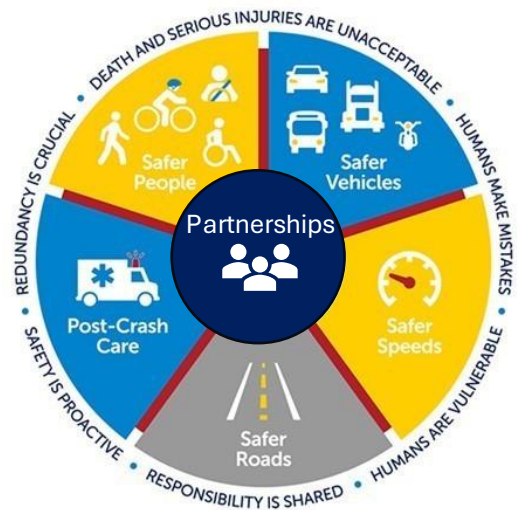 DEATH AND SERIOUS INJURIES ARE UNACCEPTABLE
HUMANS MAKE MISTAKES
HUMANS ARE VULNERABLE
RESPONSIBILITY IS SHARED
SAFETY IS PROACTIVE
REDUNDANCY IS CRUCIAL
Safer
People
Safer
Vehicles
Partnerships
Safer
Speeds
Safer
Roads
Post-Crash
Care